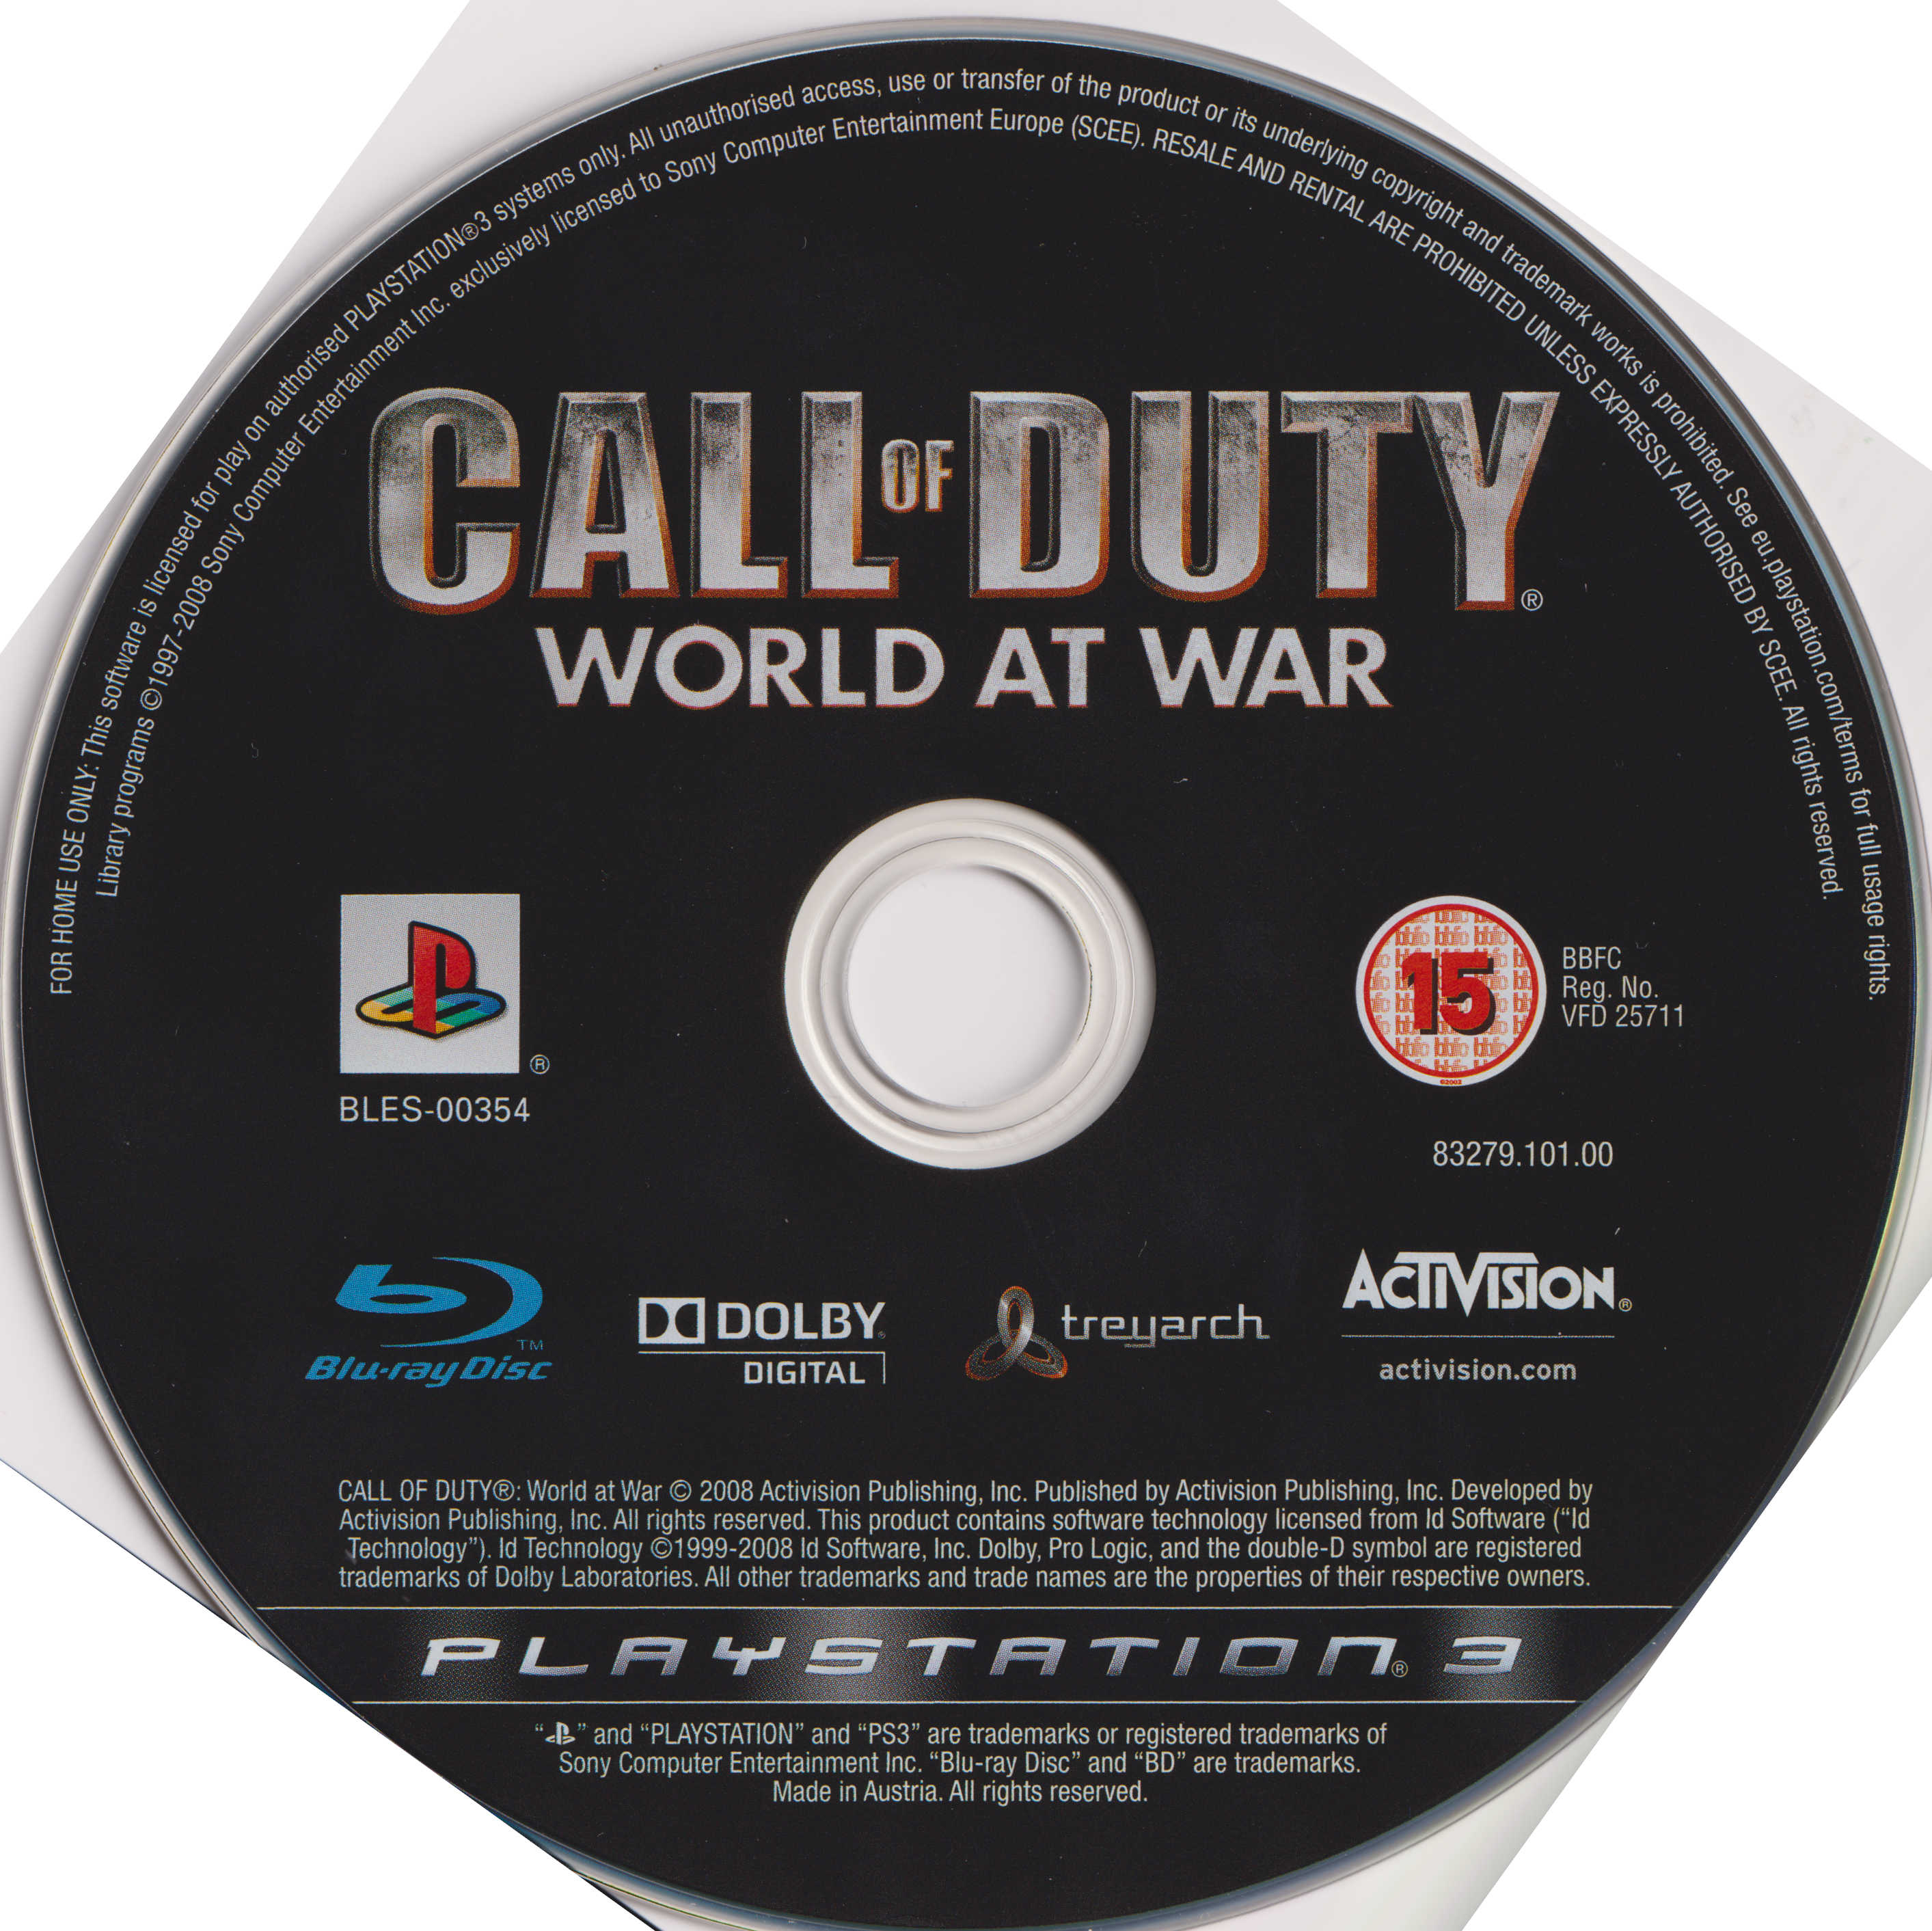 FOR HOME USE ONLY: This software is licensed for play on authorised PLAYSTATION®3 systems only. All unauthorised access, use or transfer of the product or its underlying copyright and trademark works is prohibited. See eu.playstation.com/terms for full usage rights.
Library programs ©1997-2008 Sony Computer Entertainment Inc. exclusively licensed to Sony Computer Entertainment Europe (SCEE). RESALE AND RENTAL ARE PROHIBITED UNLESS EXPRESSLY AUTHORISED BY SCEE. All rights reserved.
CALL OF DUTY®
WORLD AT WAR
®
BLES-00354
15
©2002
BBFC
Reg. No.
VFD 25711
83279.101.00
TM
Blu-ray Disc
DOLBY®
DIGITAL
treyarch
ACTIVISION®
activision.com
CALL OF DUTY®: World at War © 2008 Activision Publishing, Inc. Published by Activision Publishing, Inc. Developed by
Activision Publishing, Inc. All rights reserved. This product contains software technology licensed from Id Software (“Id
Technology”). Id Technology ©1999-2008 Id Software, Inc. Dolby, Pro Logic, and the double-D symbol are registered
trademarks of Dolby Laboratories. All other trademarks and trade names are the properties of their respective owners.
PLAYSTATION® 3
“ ” and “PLAYSTATION” and “PS3” are trademarks or registered trademarks of
Sony Computer Entertainment Inc. “Blu-ray Disc” and “BD” are trademarks.
Made in Austria. All rights reserved.